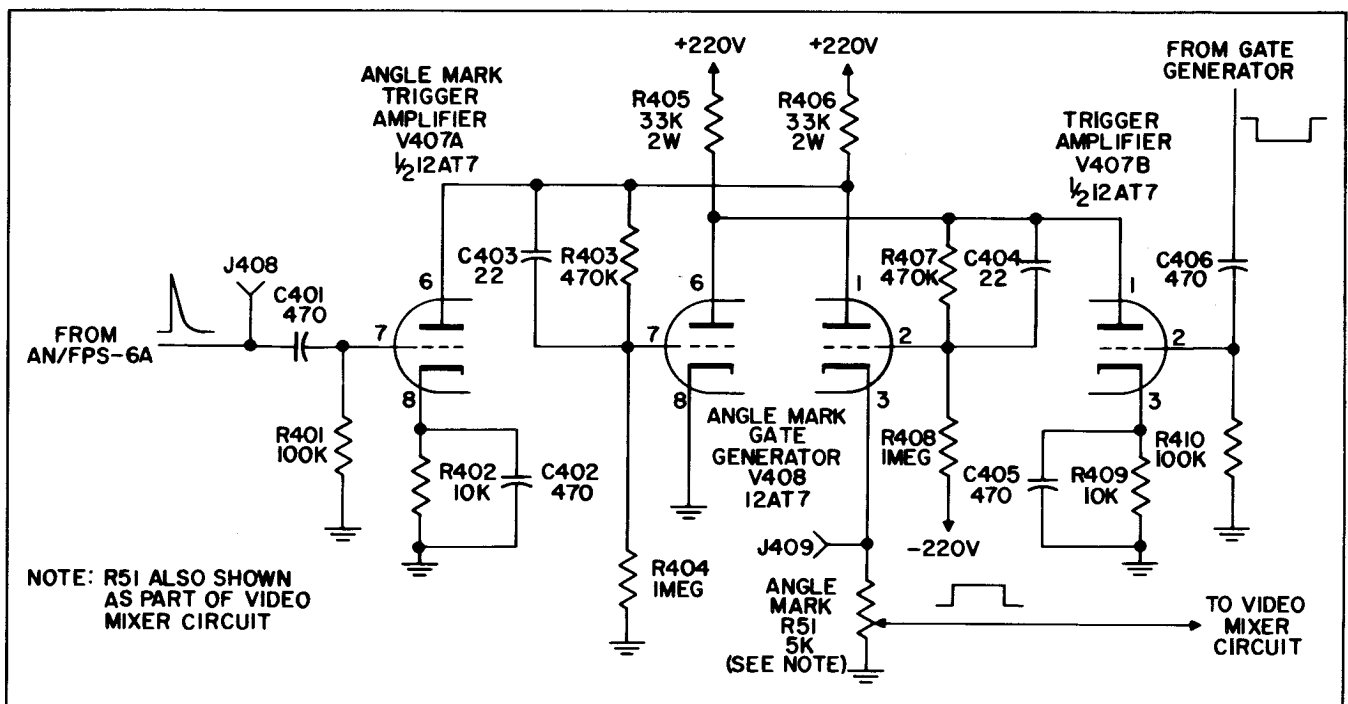 +220V
+220V
FROM GATE
GENERATOR
ANGLE MARK
TRIGGER
AMPLIFIER
V407A
½12AT7
R405
33K
2W
R406
33K
2W
TRIGGER
AMPLIFIER
V407B
½12AT7
J408
C401
470
FROM
AN/FPS-6A
6
7
8
C403
22
R403
470K
6
7
8
1
2
3
R407
470K
C404
22
1
2
3
C406
470
R401
100K
R402
10K
C402
470
ANGLE MARK
GATE
GENERATOR
V408
12AT7
R408
1MEG
-220V
C405
470
R409
10K
R410
100K
R404
1MEG
J409
ANGLE
MARK
R51
5K
(SEE NOTE)
TO VIDEO
MIXER
CIRCUIT
NOTE: R51 ALSO SHOWN
AS PART OF VIDEO
MIXER CIRCUIT